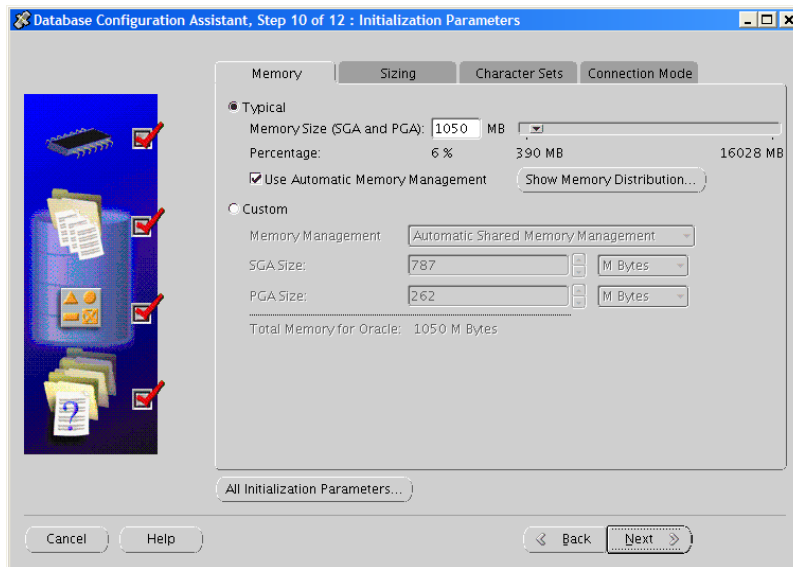 Database Configuration Assistant, Step 10 of 12 : Initialization Parameters
Memory Sizing Character Sets Connection Mode
Typical
Memory Size (SGA and PGA): 1050 MB
Percentage: 6 % 390 MB 16028 MB
Use Automatic Memory Management Show Memory Distribution...
Custom
Memory Management Automatic Shared Memory Management
SGA Size: 787 M Bytes
PGA Size: 262 M Bytes
Total Memory for Oracle: 1050 M Bytes
?
All Initialization Parameters...
Cancel Help Back Next